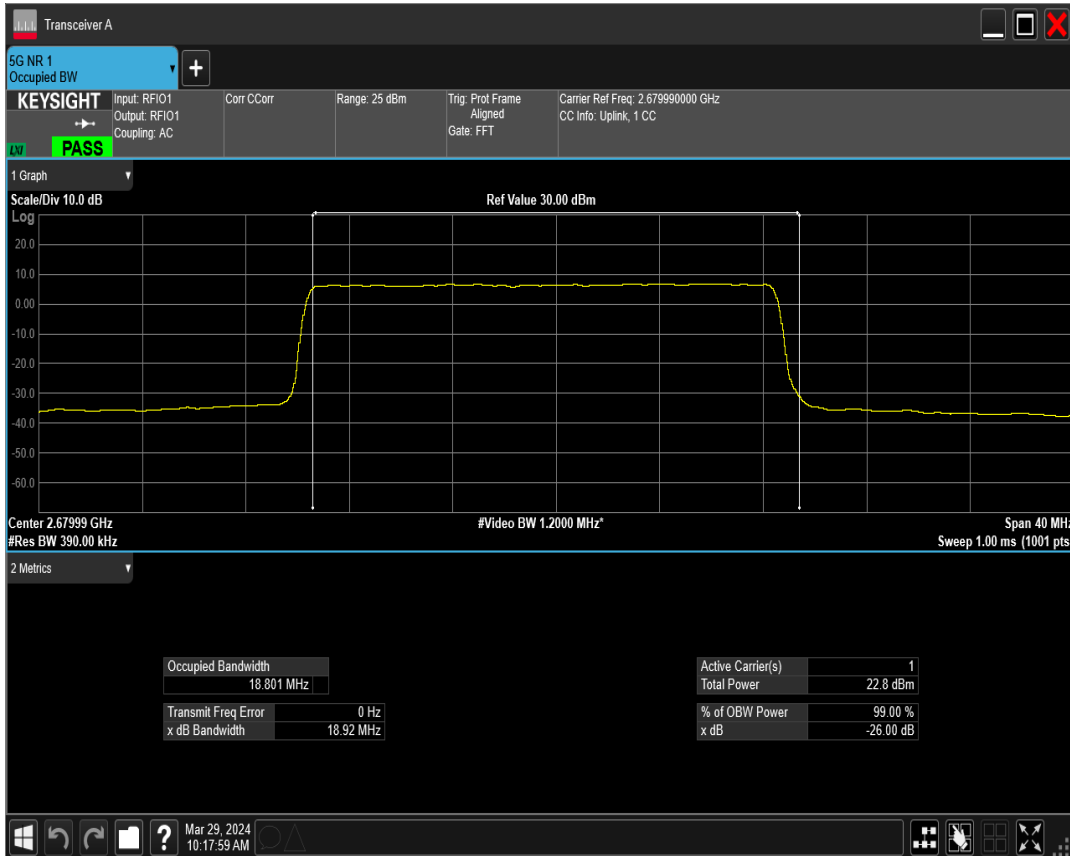 Transceiver A
5G NR 1
Occupied BW
KEYSIGHT
Input: RFIO1
Output: RFIO1
Coupling: AC
Corr CCorr
Range: 25 dBm
Trig: Prot Frame
Aligned
Gate: FFT
Carrier Ref Freq: 2.679990000 GHz
CC Info: Uplink, 1 CC
LXI
PASS
1 Graph
Scale/Div 10.0 dB
Ref Value 30.00 dBm
Log
20.0
10.0
0.00
-10.0
-20.0
-30.0
-40.0
-50.0
-60.0
Center 2.67999 GHz
#Video BW 1.2000 MHz*
Span 40 MHz
#Res BW 390.00 kHz
Sweep 1.00 ms (1001 pts
2 Metrics
Occupied Bandwidth
18.801 MHz
Transmit Freq Error 0 Hz
x dB Bandwidth 18.92 MHz
Active Carrier(s) 1
Total Power 22.8 dBm
% of OBW Power 99.00 %
x dB -26.00 dB
?
Mar 29, 2024
10:17:59 AM